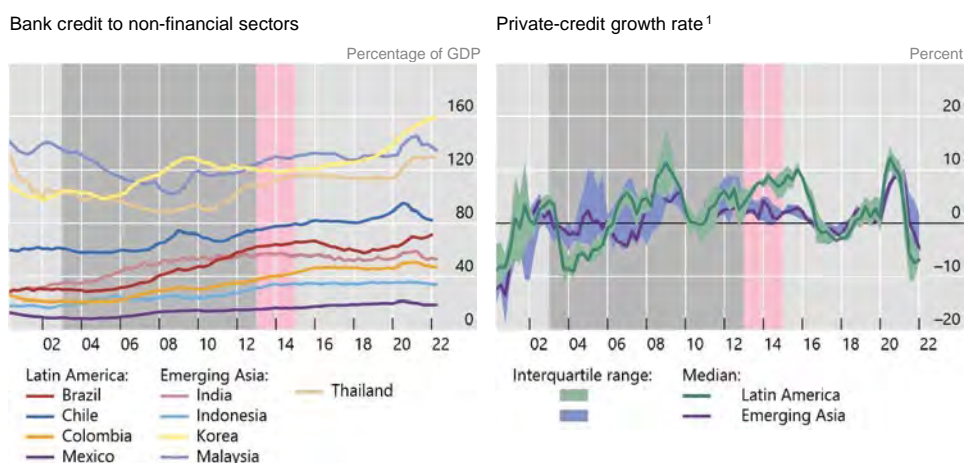 Bank credit to non-financial sectors
Percentage of GDP
160
120
80
40
0
02 04 06 08 10 12 14 16 18 20 22
Latin America:
Brazil
Chile
Colombia
Mexico
Emerging Asia:
India
Indonesia
Korea
Malaysia
Thailand
Private-credit growth rate¹
Percent
20
10
0
–10
–20
02 04 06 08 10 12 14 16 18 20 22
Interquartile range:
Median:
Latin America
Emerging Asia